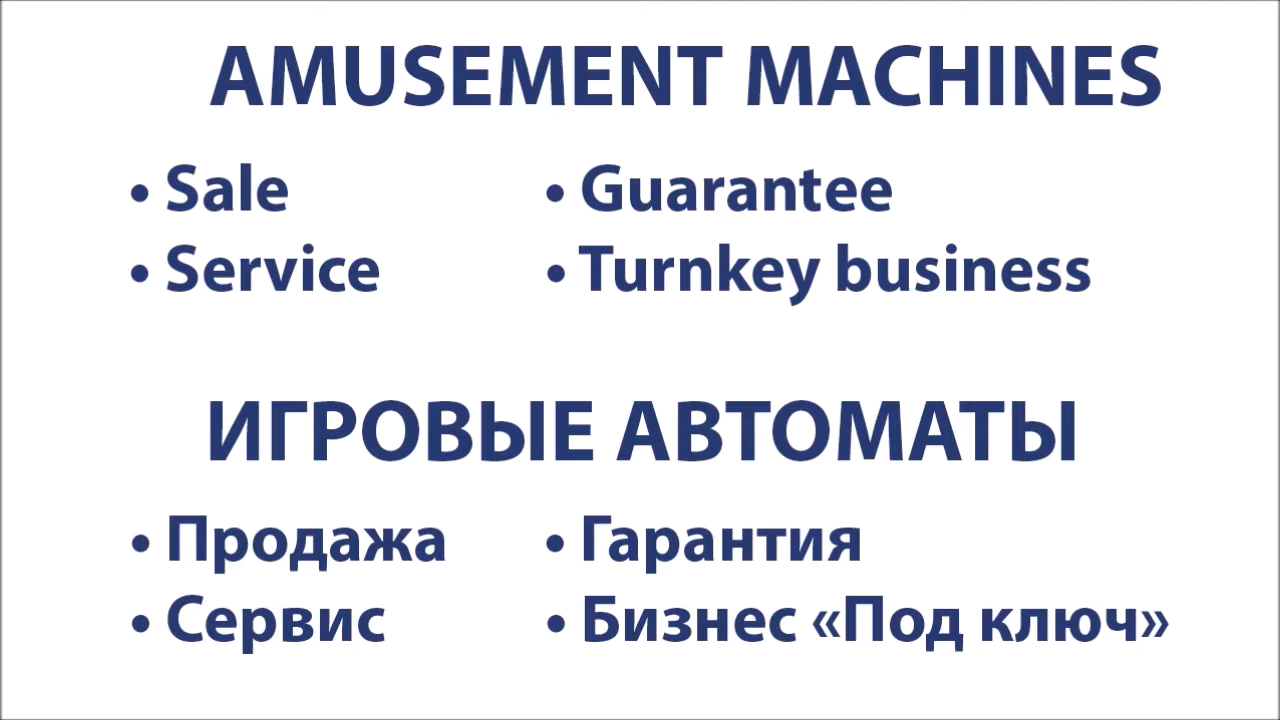 AMUSEMENT MACHINES
• Sale • Guarantee
• Service • Turnkey business
ИГРОВЫЕ АВТОМАТЫ
• Продажа • Гарантия
• Сервис • Бизнес «Под ключ»